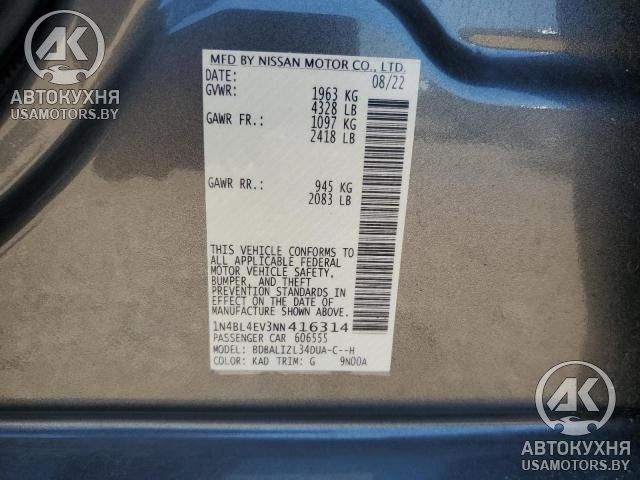 AK
АВТОКУХНЯ
USAMOTORS.BY
MFD BY NISSAN MOTOR CO., LTD.
DATE: 08/22
GVWR: 1963 KG
4328 LB
GAWR FR.: 1097 KG
2418 LB
GAWR RR.: 945 KG
2083 LB
THIS VEHICLE CONFORMS TO
ALL APPLICABLE FEDERAL
MOTOR VEHICLE SAFETY,
BUMPER, AND THEFT
PREVENTION STANDARDS IN
EFFECT ON THE DATE OF
MANUFACTURE SHOWN ABOVE.
1N4BL4EV3NN416314
PASSENGER CAR 606555
MODEL: BDBALIZL34DUA-C--H
COLOR: KAD TRIM: G 9N00A
AK
АВТОКУХНЯ
USAMOTORS.BY